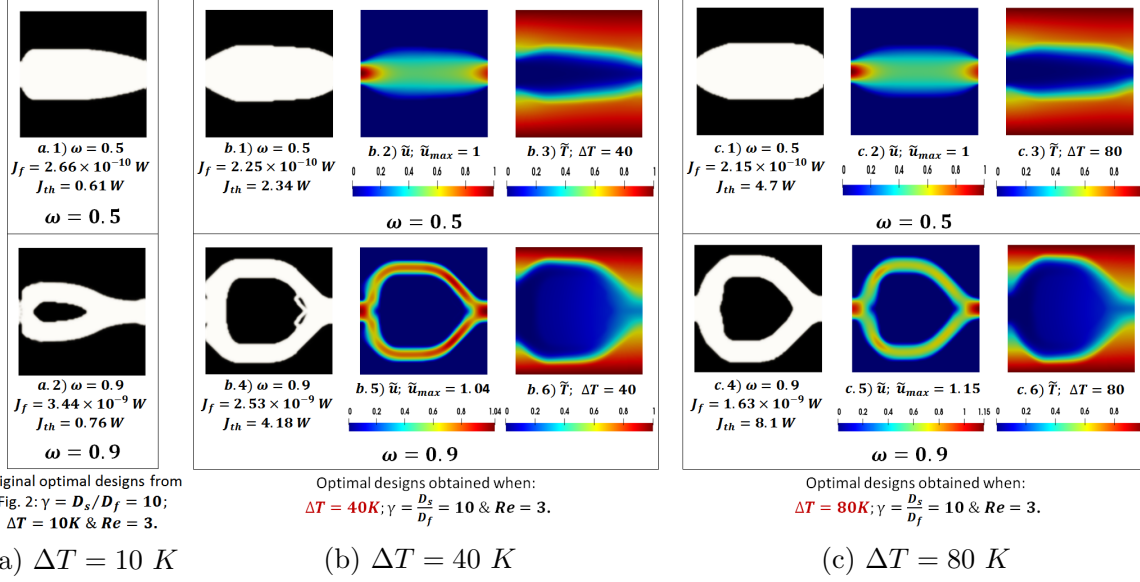 a.1) ω = 0.5
J_f = 2.66 × 10⁻¹⁰ W
J_th = 0.61 W
ω = 0.5
b.1) ω = 0.5
J_f = 2.25 × 10⁻¹⁰ W
J_th = 2.34 W
b.2) ũ; ũ_max = 1
0 0.2 0.4 0.6 0.8 1
b.3) T̃; ΔT = 40
0 0.2 0.4 0.6 0.8 1
ω = 0.5
c.1) ω = 0.5
J_f = 2.15 × 10⁻¹⁰ W
J_th = 4.7 W
c.2) ũ; ũ_max = 1
0 0.2 0.4 0.6 0.8 1
c.3) T̃; ΔT = 80
0 0.2 0.4 0.6 0.8 1
ω = 0.5
a.2) ω = 0.9
J_f = 3.44 × 10⁻⁹ W
J_th = 0.76 W
ω = 0.9
b.4) ω = 0.9
J_f = 2.53 × 10⁻⁹ W
J_th = 4.18 W
b.5) ũ; ũ_max = 1.04
0 0.2 0.4 0.6 0.8 1.04
b.6) T̃; ΔT = 40
0 0.2 0.4 0.6 0.8 1
ω = 0.9
c.4) ω = 0.9
J_f = 1.63 × 10⁻⁹ W
J_th = 8.1 W
c.5) ũ; ũ_max = 1.15
0 0.2 0.4 0.6 0.8 1 1.15
c.6) T̃; ΔT = 80
0 0.2 0.4 0.6 0.8 1
ω = 0.9
iginal optimal designs from
Fig. 2: γ = D_s/D_f = 10;
ΔT = 10K & Re = 3.
Optimal designs obtained when:
ΔT = 40K; γ = D_s/D_f = 10 & Re = 3.
Optimal designs obtained when:
ΔT = 80K; γ = D_s/D_f = 10 & Re = 3.
a) ΔT = 10 K
(b) ΔT = 40 K
(c) ΔT = 80 K